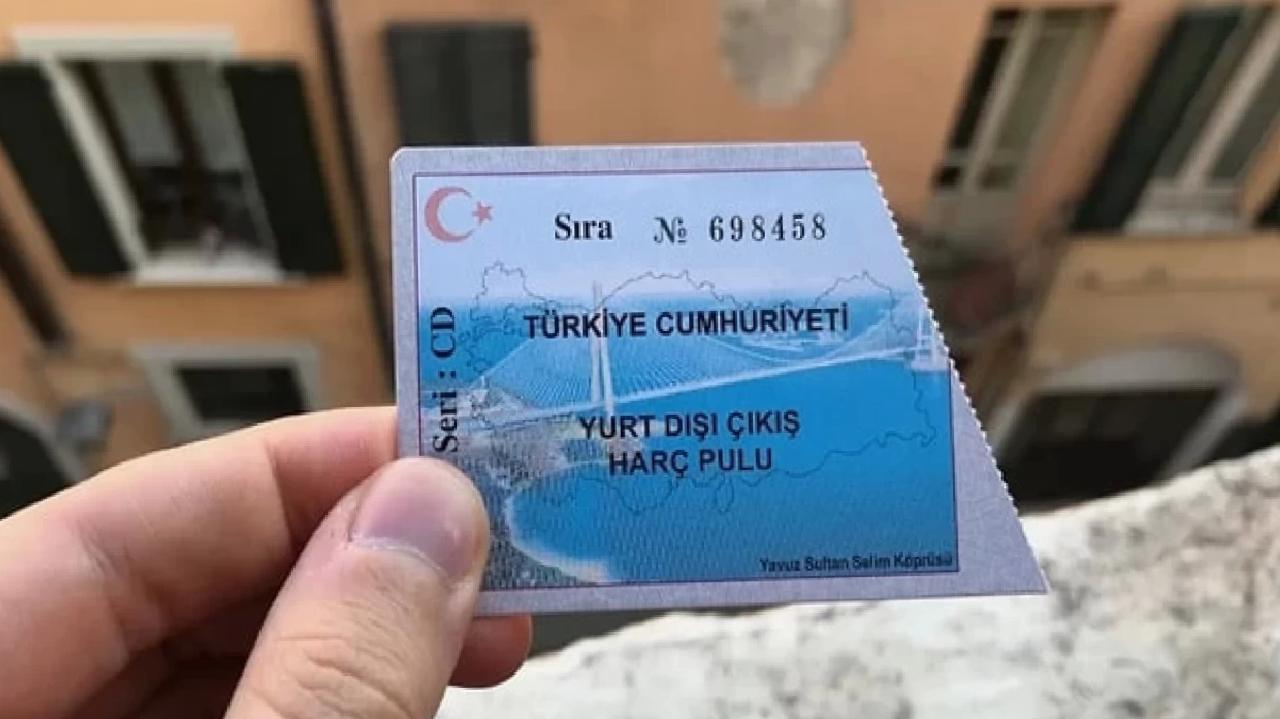 Sıra № 698458
Seri : CD
TÜRKİYE CUMHURİYETİ
YURT DIŞI ÇIKIŞ
HARÇ PULU
Yavuz Sultan Selim Köprüsü